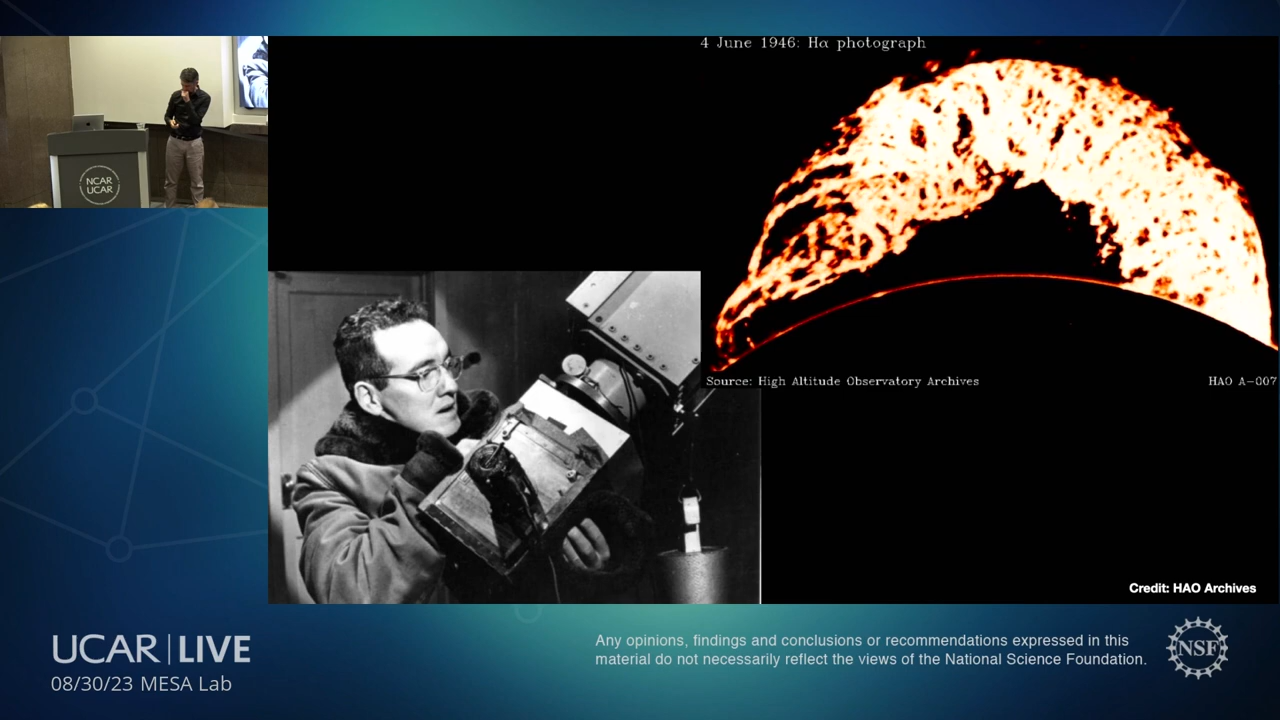 4 June 1946: Hα photograph
NCAR
UCAR
Source: High Altitude Observatory Archives
HAO A-007
Credit: HAO Archives
UCAR | LIVE
08/30/23 MESA Lab
Any opinions, findings and conclusions or recommendations expressed in this
material do not necessarily reflect the views of the National Science Foundation.
NSF